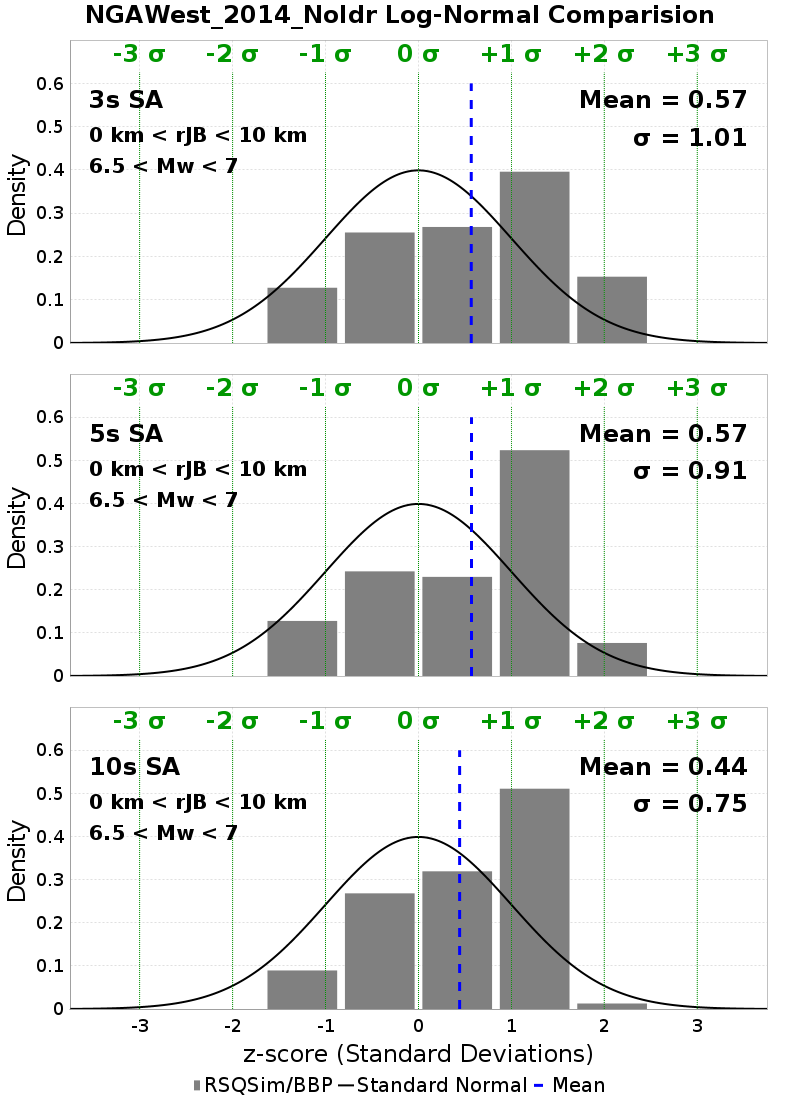 NGAWest_2014_NoIdr Log-Normal Comparision
-3 σ -2 σ -1 σ 0 σ +1 σ +2 σ +3 σ
3s SA
0 km < rJB < 10 km
6.5 < Mw < 7
Mean = 0.57
σ = 1.01
Density
0.6
0.5
0.4
0.3
0.2
0.1
0
-3 σ -2 σ -1 σ 0 σ +1 σ +2 σ +3 σ
5s SA
0 km < rJB < 10 km
6.5 < Mw < 7
Mean = 0.57
σ = 0.91
Density
0.6
0.5
0.4
0.3
0.2
0.1
0
-3 σ -2 σ -1 σ 0 σ +1 σ +2 σ +3 σ
10s SA
0 km < rJB < 10 km
6.5 < Mw < 7
Mean = 0.44
σ = 0.75
Density
0.6
0.5
0.4
0.3
0.2
0.1
0
-3 -2 -1 0 1 2 3
z-score (Standard Deviations)
RSQSim/BBP Standard Normal Mean